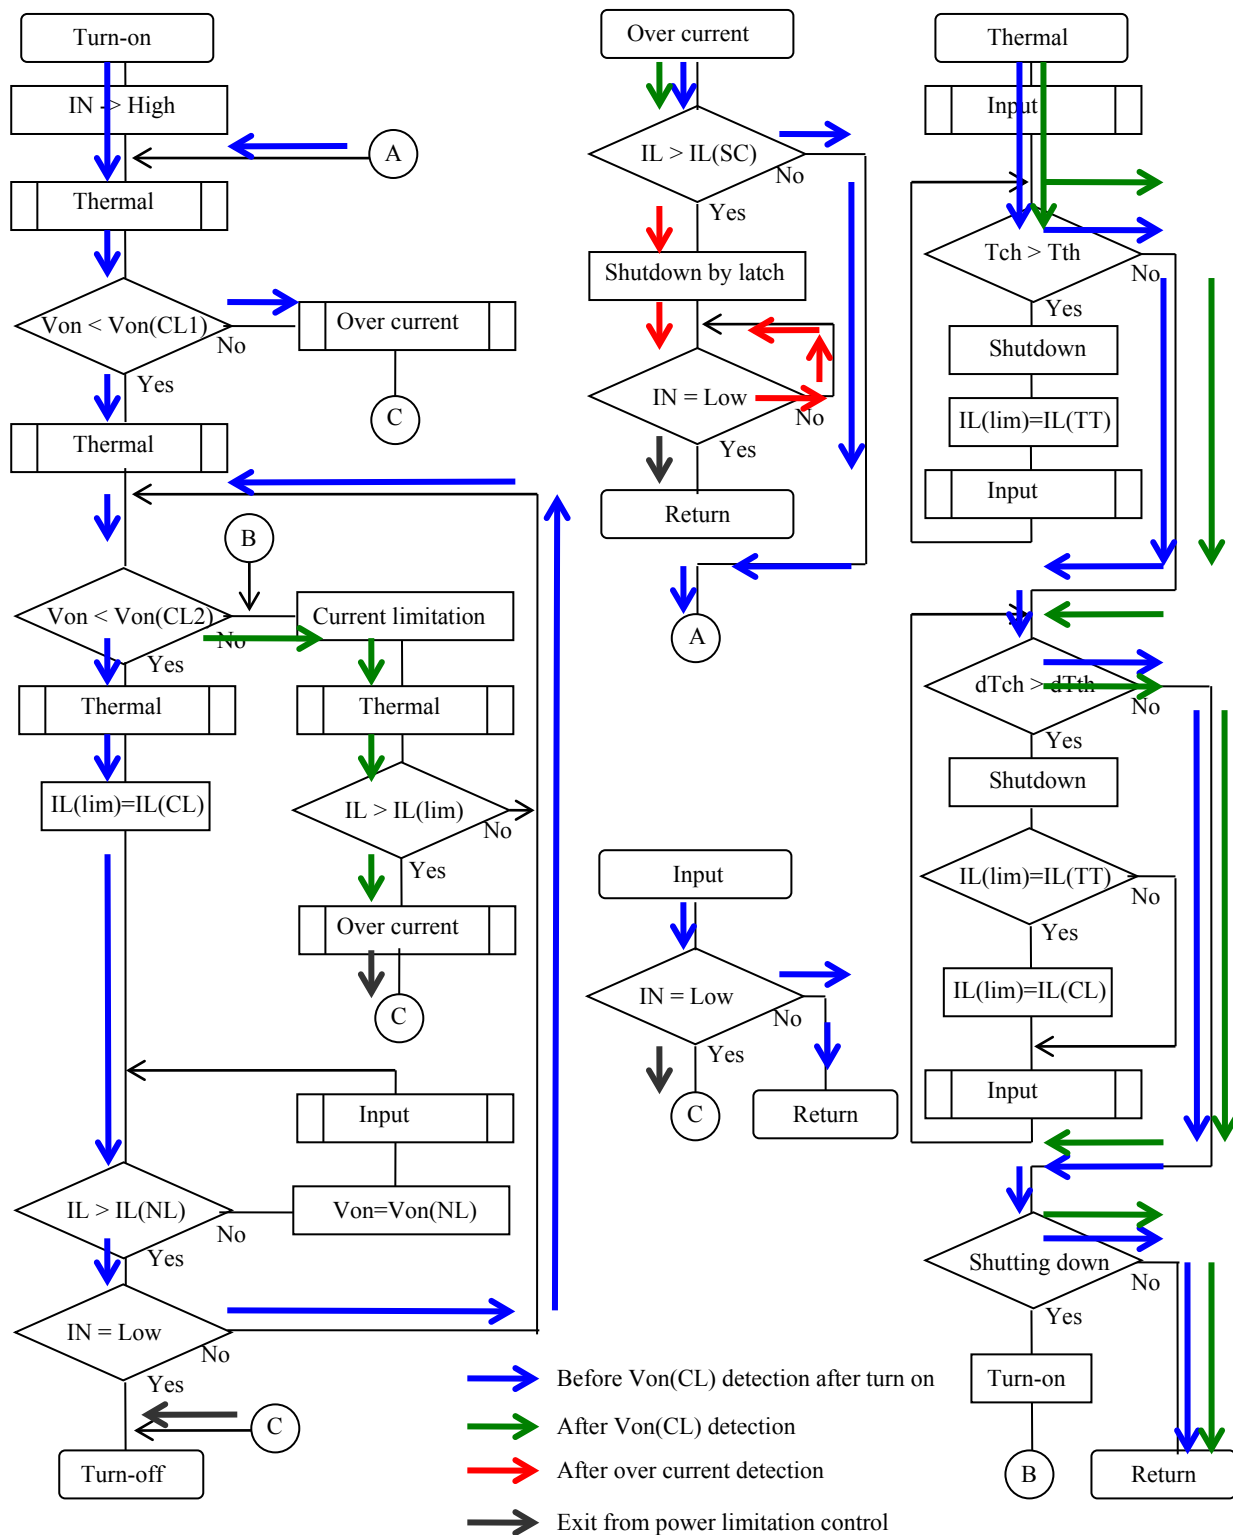 Turn-on
IN -> High
A
Thermal
Von < Von(CL1)
No
Yes
Over current
C
Thermal
B
Von < Von(CL2)
No
Yes
Current limitation
Thermal
Thermal
IL(lim)=IL(CL)
IL > IL(lim)
No
Yes
Over current
C
Input
Von=Von(NL)
IL > IL(NL)
No
Yes
IN = Low
No
Yes
C
Turn-off
Over current
IL > IL(SC)
No
Yes
Shutdown by latch
IN = Low
No
Yes
Return
A
Input
IN = Low
No
Yes
C
Return
Thermal
Input
Tch > Tth
No
Yes
Shutdown
IL(lim)=IL(TT)
Input
dTch > dTth
No
Yes
Shutdown
IL(lim)=IL(TT)
No
Yes
IL(lim)=IL(CL)
Input
Shutting down
No
Yes
Turn-on
B
Return
Before Von(CL) detection after turn on
After Von(CL) detection
After over current detection
Exit from power limitation control